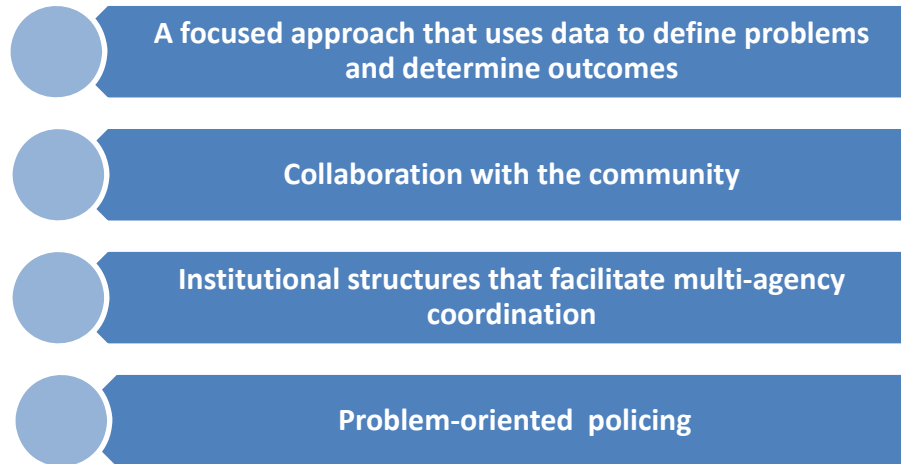 A focused approach that uses data to define problems
and determine outcomes
Collaboration with the community
Institutional structures that facilitate multi-agency
coordination
Problem-oriented  policing